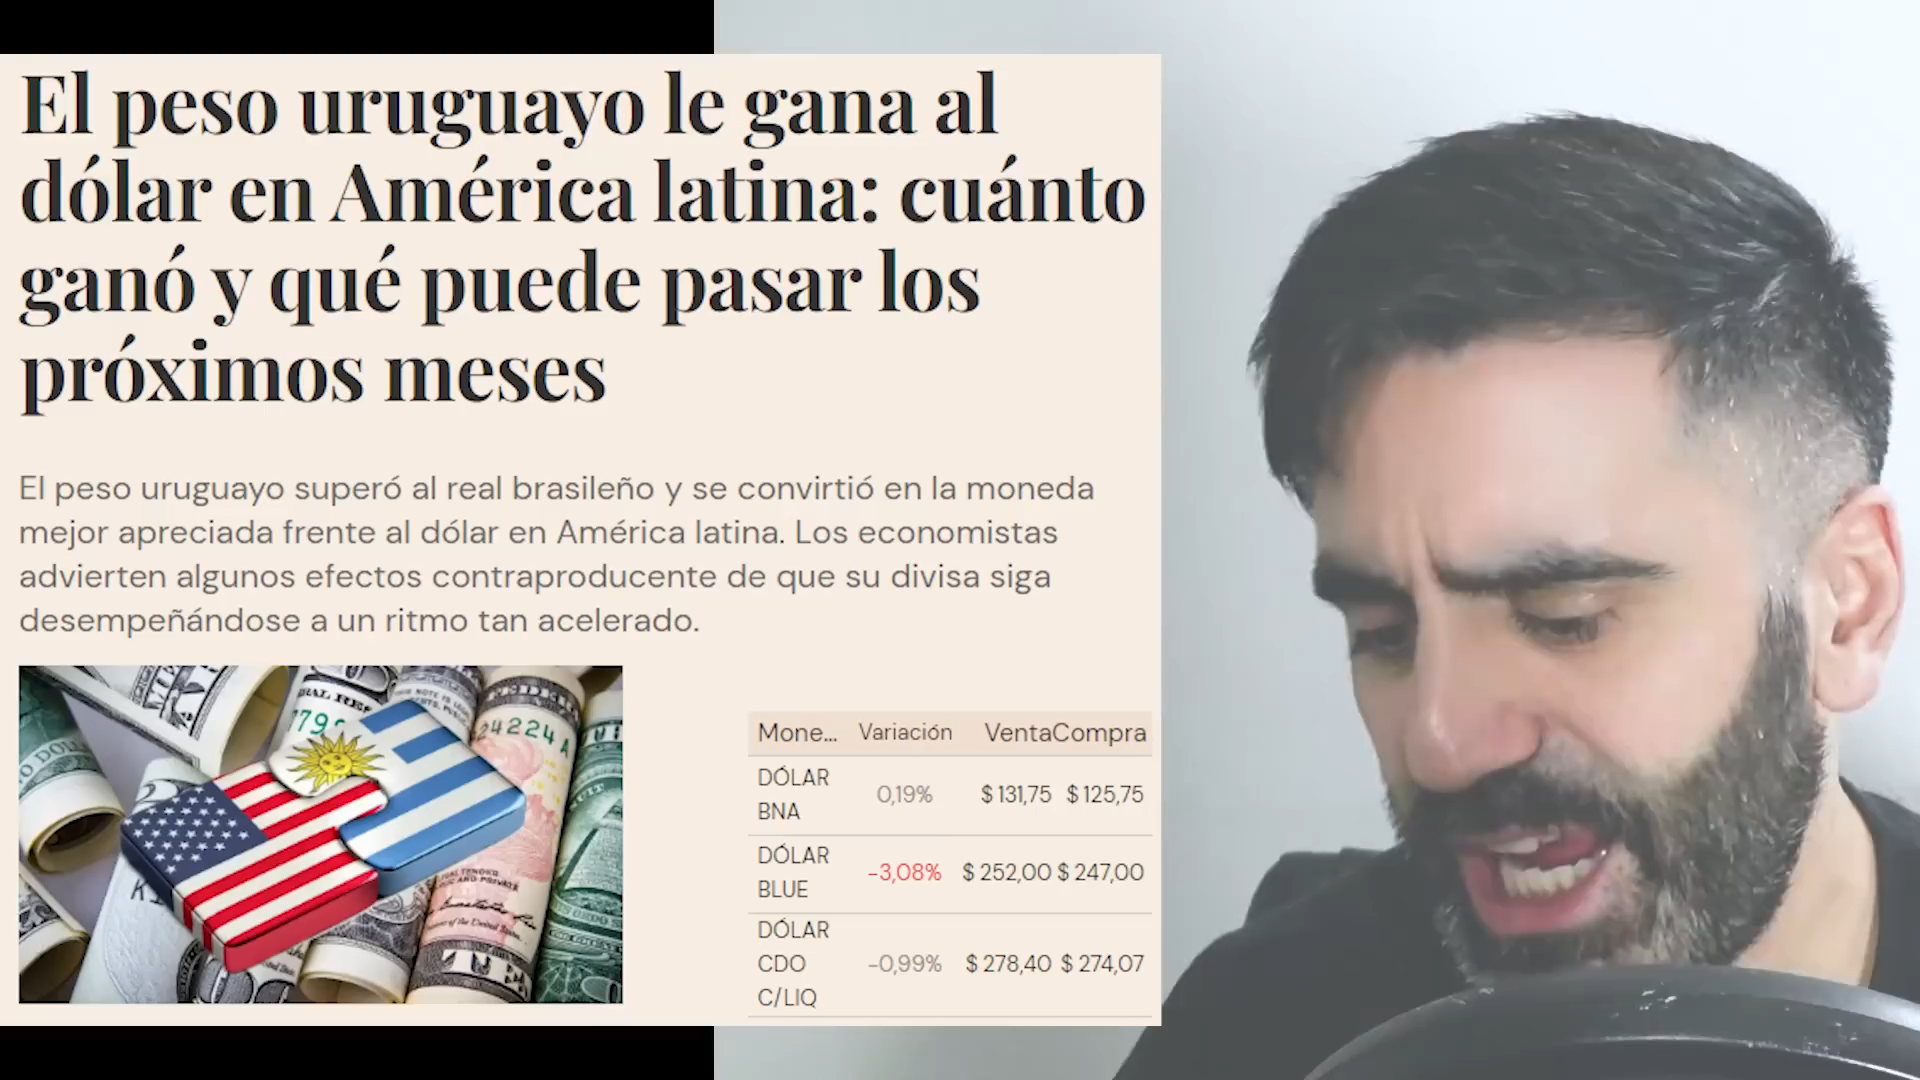 El peso uruguayo le gana al
dólar en América latina: cuánto
ganó y qué puede pasar los
próximos meses
El peso uruguayo superó al real brasileño y se convirtió en la moneda
mejor apreciada frente al dólar en América latina. Los economistas
advierten algunos efectos contraproducente de que su divisa siga
desempeñándose a un ritmo tan acelerado.
Mone... Variación Venta Compra
DÓLAR
BNA 0,19% $ 131,75 $ 125,75
DÓLAR
BLUE -3,08% $ 252,00 $ 247,00
DÓLAR
CDO -0,99% $ 278,40 $ 274,07
C/LIQ